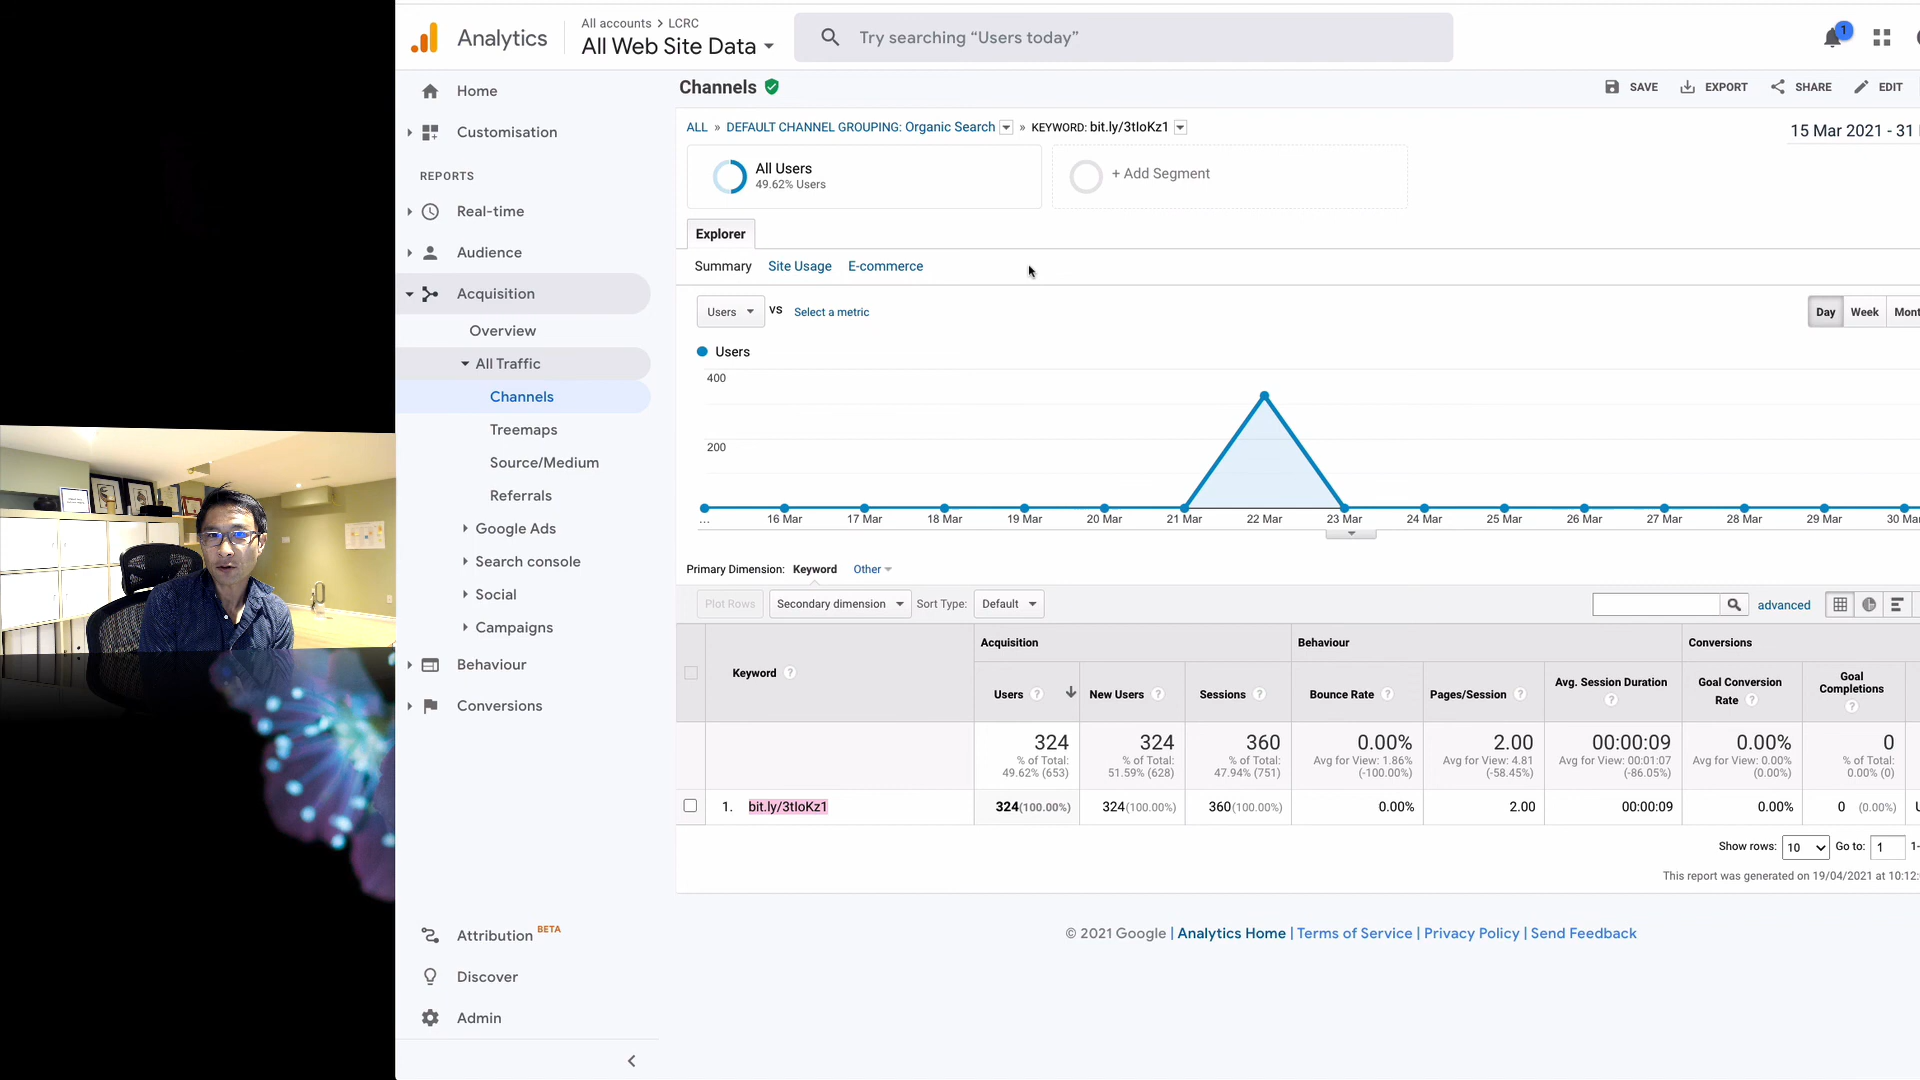 Analytics
All accounts > LCRC
All Web Site Data
Try searching “Users today”
1
Home
Customisation
REPORTS
Real-time
Audience
Acquisition
Overview
All Traffic
Channels
Treemaps
Source/Medium
Referrals
Google Ads
Search console
Social
Campaigns
Behaviour
Conversions
Attribution BETA
Discover
Admin
Channels
SAVE EXPORT SHARE EDIT
ALL » DEFAULT CHANNEL GROUPING: Organic Search » KEYWORD: bit.ly/3tIoKz1
15 Mar 2021 - 31
All Users
49.62% Users
+ Add Segment
Explorer
Summary Site Usage E-commerce
Users VS Select a metric
Day Week Mont
Users
400
200
... 16 Mar 17 Mar 18 Mar 19 Mar 20 Mar 21 Mar 22 Mar 23 Mar 24 Mar 25 Mar 26 Mar 27 Mar 28 Mar 29 Mar 30 Mar
Primary Dimension: Keyword Other
Plot Rows Secondary dimension Sort Type: Default advanced
Keyword ?
Acquisition Behaviour Conversions
Users ? New Users ? Sessions ? Bounce Rate ? Pages/Session ? Avg. Session Duration ? Goal Conversion Rate ? Goal Completions ?
324 324 360 0.00% 2.00 00:00:09 0.00% 0
% of Total: % of Total: % of Total: Avg for View: 1.86% Avg for View: 4.81 Avg for View: 00:01:07 Avg for View: 0.00% % of Total:
49.62% (653) 51.59% (628) 47.94% (751) (-100.00%) (-58.45%) (-86.05%) (0.00%) 0.00% (0)
1. bit.ly/3tIoKz1 324(100.00%) 324(100.00%) 360(100.00%) 0.00% 2.00 00:00:09 0.00% 0 (0.00%)
Show rows: 10 Go to: 1 1-
This report was generated on 19/04/2021 at 10:12:
© 2021 Google | Analytics Home | Terms of Service | Privacy Policy | Send Feedback